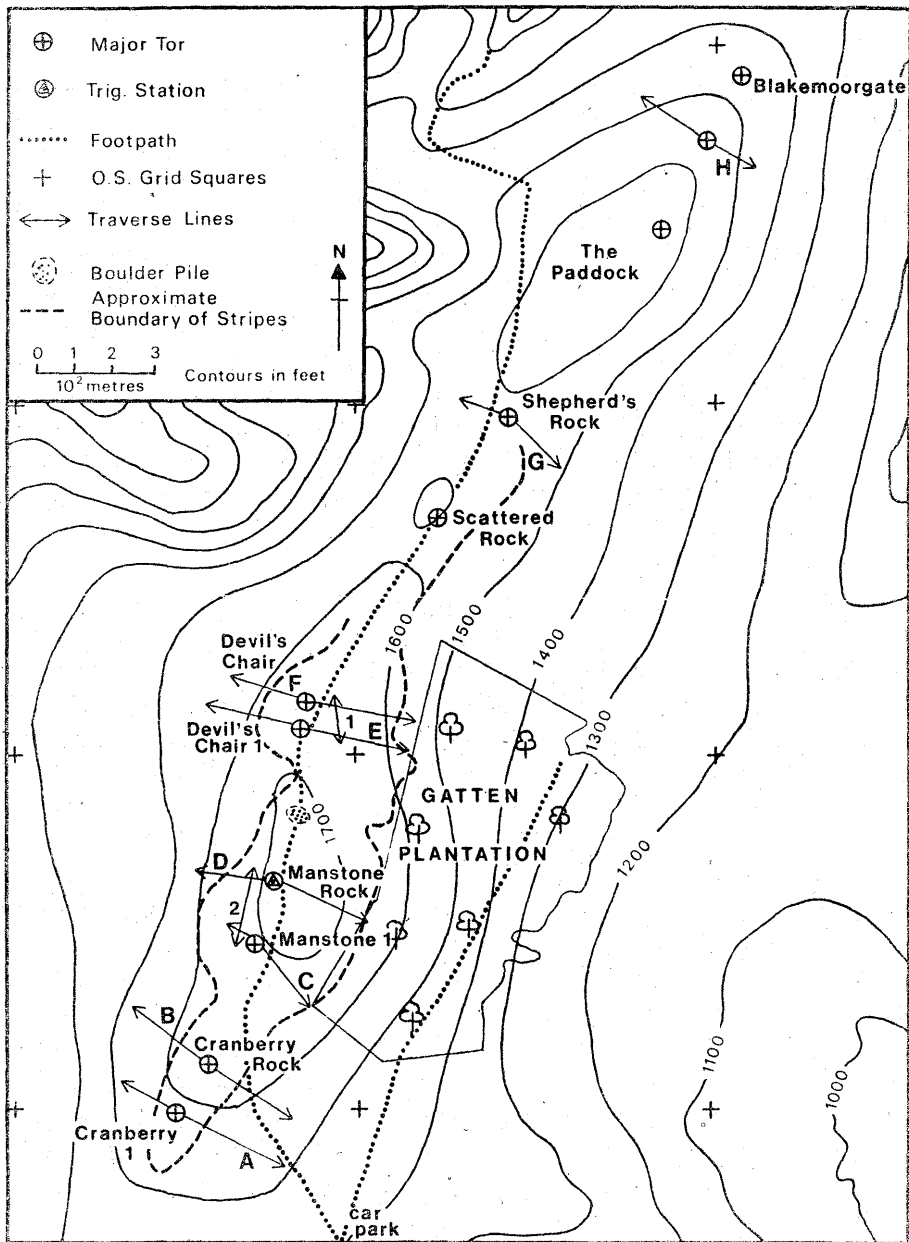 Major Tor
Trig. Station
Footpath
O.S. Grid Squares
Traverse Lines
Boulder Pile
Approximate
Boundary of Stripes
N
0 1 2 3
10² metres
Contours in feet
Blakemoorgate
H
The
Paddock
Shepherd's
Rock
G
Scattered
Rock
1600
1500
1400
1300
1200
1100
1000
Devil's
Chair
F
1
E
Devil's
Chair 1
GATTEN
PLANTATION
1700
D
Manstone
Rock
2
Manstone 1
C
B
Cranberry
Rock
Cranberry
1
A
car
park